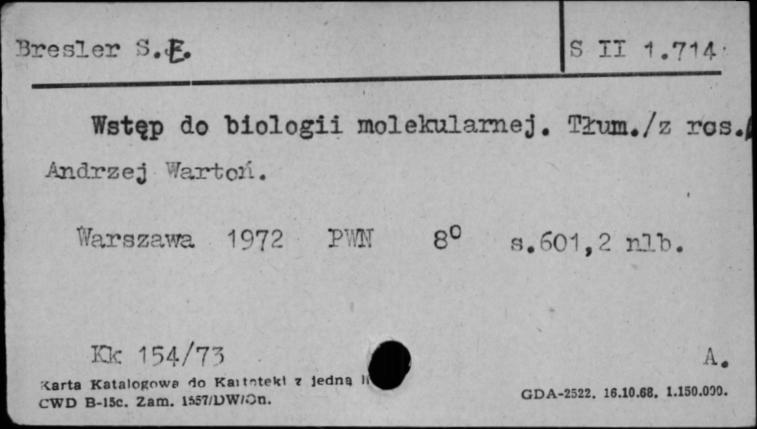 Bresler S.E. S II 1.714
Wstęp do biologii molekularnej. Tłum./z ros./
Andrzej Wartoń.
Warszawa 1972 PWN 8° s.601,2 nlb.
Kk 154/73 A.
Karta Katalogowa do Kartoteki z jedną
CWD B-15c. Zam. 1557/DW/On. GDA-2522. 16.10.68. 1.150.000.